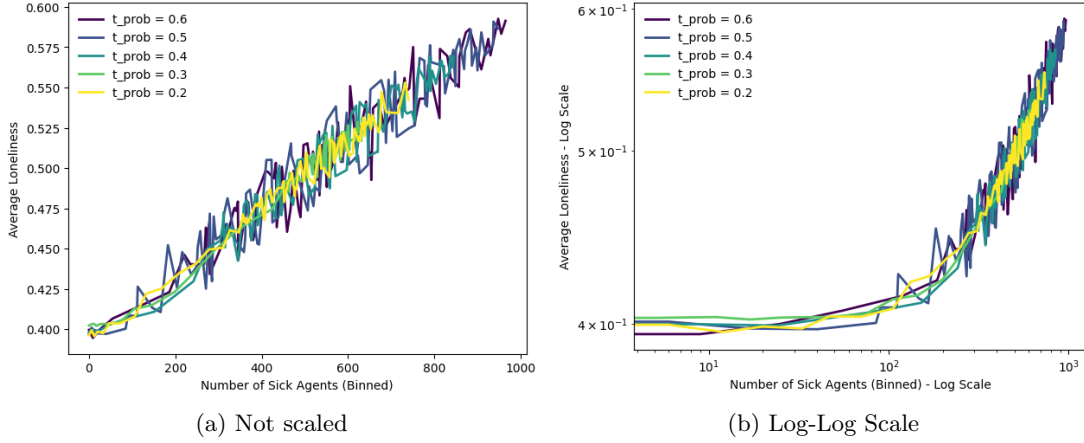 0.600
0.575
0.550
0.525
0.500
0.475
0.450
0.425
0.400
Average Loneliness
t_prob = 0.6
t_prob = 0.5
t_prob = 0.4
t_prob = 0.3
t_prob = 0.2
0 200 400 600 800 1000
Number of Sick Agents (Binned)
(a) Not scaled
6 × 10⁻¹
5 × 10⁻¹
4 × 10⁻¹
Average Loneliness - Log Scale
t_prob = 0.6
t_prob = 0.5
t_prob = 0.4
t_prob = 0.3
t_prob = 0.2
10¹ 10² 10³
Number of Sick Agents (Binned) - Log Scale
(b) Log-Log Scale